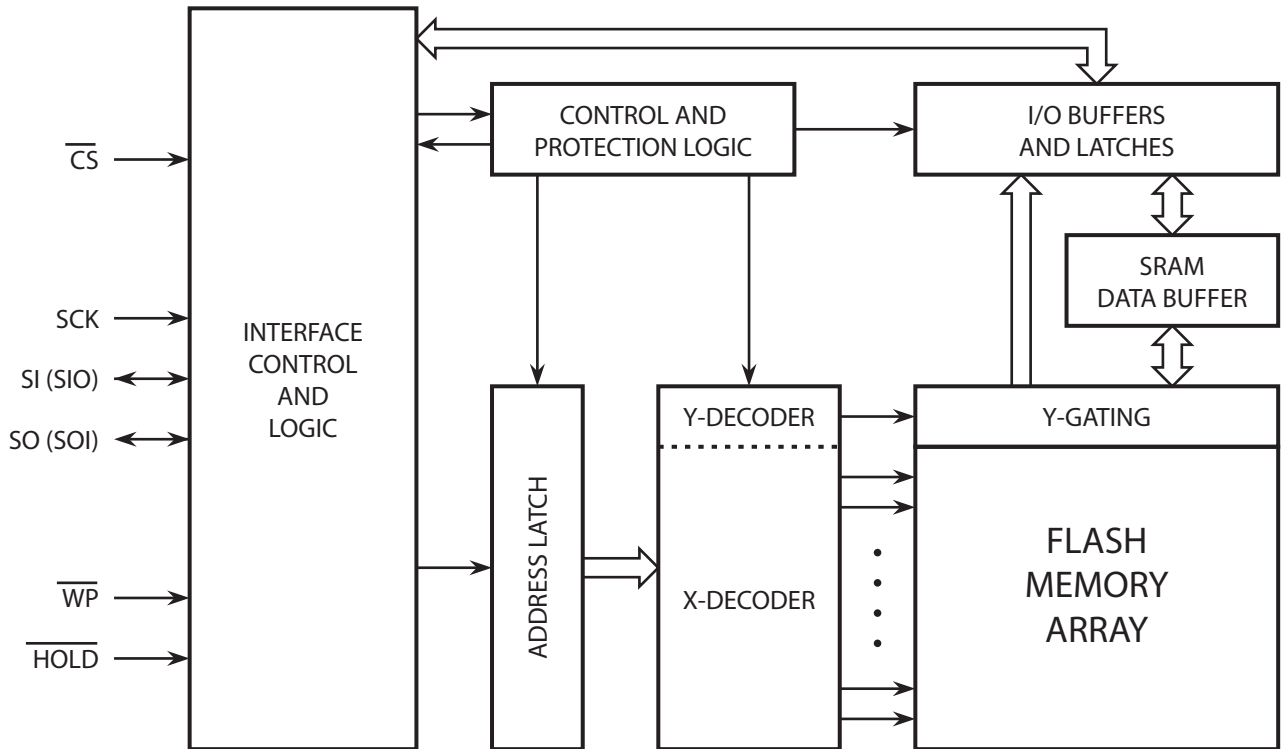 CS
SCK
SI (SIO)
SO (SOI)
WP
HOLD
INTERFACE
CONTROL
AND
LOGIC
CONTROL AND
PROTECTION LOGIC
I/O BUFFERS
AND LATCHES
SRAM
DATA BUFFER
ADDRESS LATCH
Y-DECODER
X-DECODER
Y-GATING
FLASH
MEMORY
ARRAY